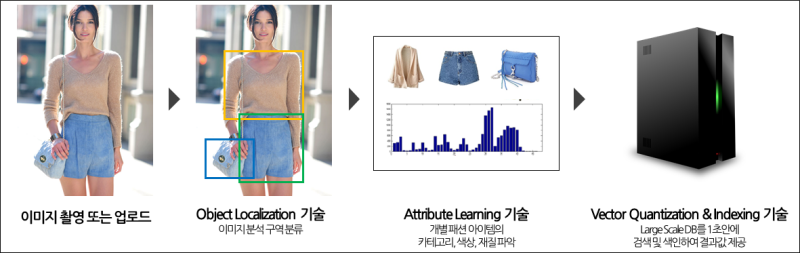 이미지 촬영 또는 업로드
Object Localization 기술
이미지 분석 구역 분류
Attribute Learning 기술
개별 패션 아이템의
카테고리, 색상, 재질 파악
Vector Quantization & Indexing 기술
Large Scale DB를 1초안에
검색 및 색인하여 결과값 제공